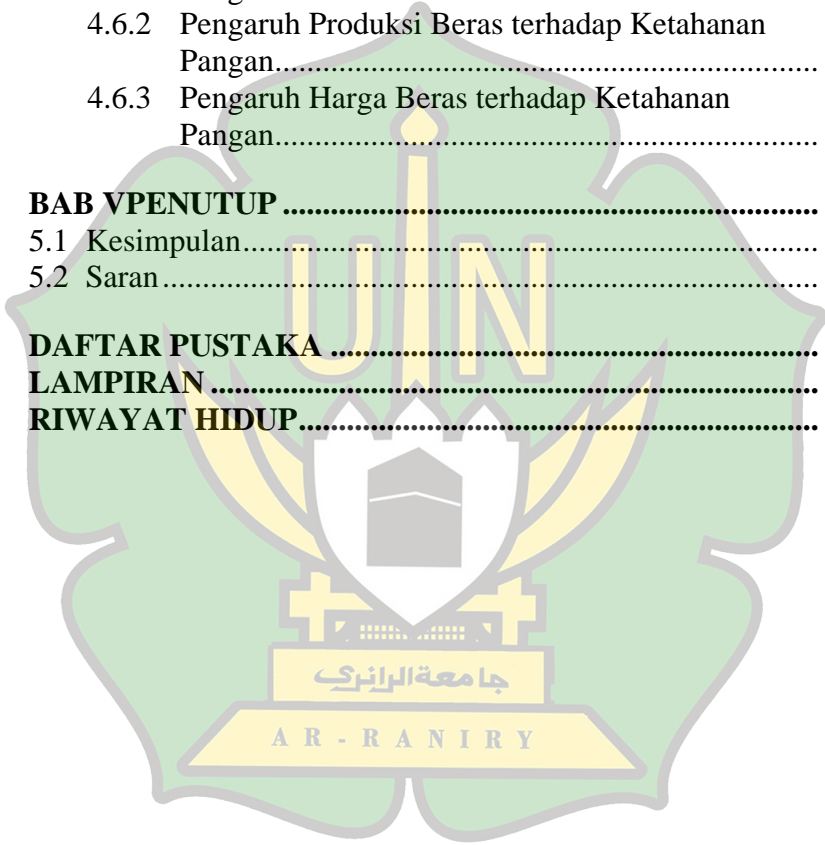 4.6.2 Pengaruh Produksi Beras terhadap Ketahanan
Pangan....................................................................
4.6.3 Pengaruh Harga Beras terhadap Ketahanan
Pangan....................................................................
BAB VPENUTUP ..................................................................
5.1 Kesimpulan.......................................................................
5.2 Saran.................................................................................
DAFTAR PUSTAKA ............................................................
LAMPIRAN...........................................................................
RIWAYAT HIDUP................................................................
UIN
جامعةالرانري
AR-RANIRY